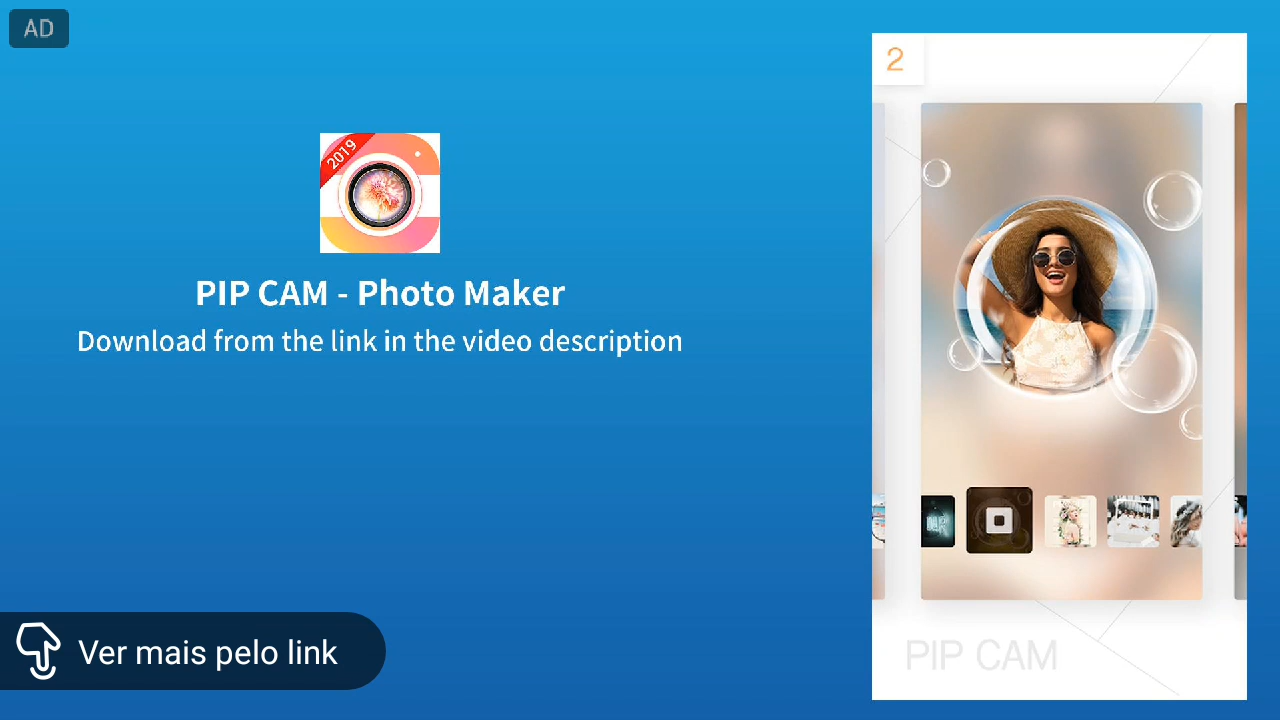 AD
2019
PIP CAM - Photo Maker
Download from the link in the video description
Ver mais pelo link
2
PIP CAM